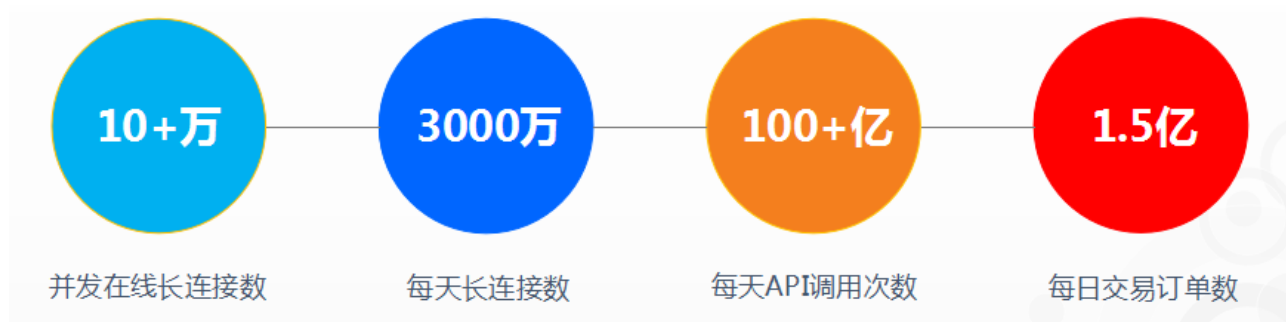 10+万
3000万
100+亿
1.5亿
并发在线长连接数
每天长连接数
每天API调用次数
每日交易订单数